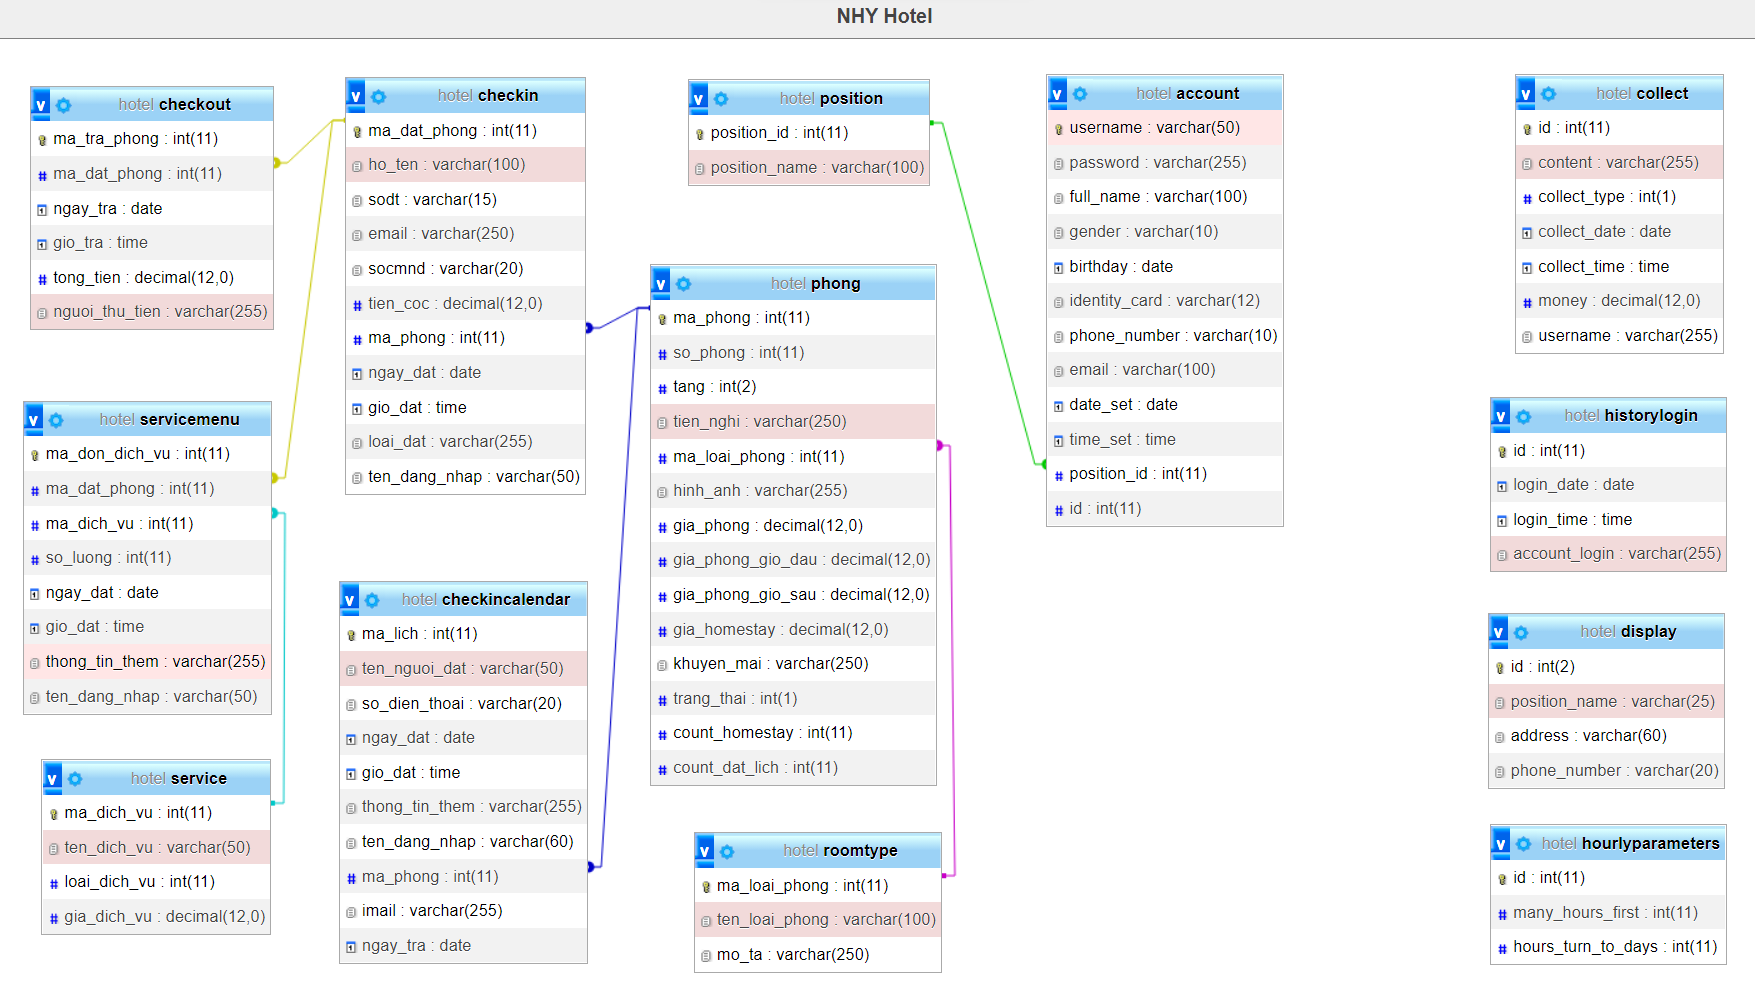 NHY Hotel
hotel checkout
ma_tra_phong : int(11)
ma_dat_phong : int(11)
ngay_tra : date
gio_tra : time
tong_tien : decimal(12,0)
nguoi_thu_tien : varchar(255)
hotel servicemenu
ma_don_dich_vu : int(11)
ma_dat_phong : int(11)
ma_dich_vu : int(11)
so_luong : int(11)
ngay_dat : date
gio_dat : time
thong_tin_them : varchar(255)
ten_dang_nhap : varchar(50)
hotel service
ma_dich_vu : int(11)
ten_dich_vu : varchar(50)
loai_dich_vu : int(11)
gia_dich_vu : decimal(12,0)
hotel checkin
ma_dat_phong : int(11)
ho_ten : varchar(100)
sodt : varchar(15)
email : varchar(250)
socmnd : varchar(20)
tien_coc : decimal(12,0)
ma_phong : int(11)
ngay_dat : date
gio_dat : time
loai_dat : varchar(255)
ten_dang_nhap : varchar(50)
hotel checkincalendar
ma_lich : int(11)
ten_nguoi_dat : varchar(50)
so_dien_thoai : varchar(20)
ngay_dat : date
gio_dat : time
thong_tin_them : varchar(255)
ten_dang_nhap : varchar(60)
ma_phong : int(11)
imail : varchar(255)
ngay_tra : date
hotel position
position_id : int(11)
position_name : varchar(100)
hotel phong
ma_phong : int(11)
so_phong : int(11)
tang : int(2)
tien_nghi : varchar(250)
ma_loai_phong : int(11)
hinh_anh : varchar(255)
gia_phong : decimal(12,0)
gia_phong_gio_dau : decimal(12,0)
gia_phong_gio_sau : decimal(12,0)
gia_homestay : decimal(12,0)
khuyen_mai : varchar(250)
trang_thai : int(1)
count_homestay : int(11)
count_dat_lich : int(11)
hotel roomtype
ma_loai_phong : int(11)
ten_loai_phong : varchar(100)
mo_ta : varchar(250)
hotel account
username : varchar(50)
password : varchar(255)
full_name : varchar(100)
gender : varchar(10)
birthday : date
identity_card : varchar(12)
phone_number : varchar(10)
email : varchar(100)
date_set : date
time_set : time
position_id : int(11)
id : int(11)
hotel collect
id : int(11)
content : varchar(255)
collect_type : int(1)
collect_date : date
collect_time : time
money : decimal(12,0)
username : varchar(255)
hotel historylogin
id : int(11)
login_date : date
login_time : time
account_login : varchar(255)
hotel display
id : int(2)
position_name : varchar(25)
address : varchar(60)
phone_number : varchar(20)
hotel hourlyparameters
id : int(11)
many_hours_first : int(11)
hours_turn_to_days : int(11)